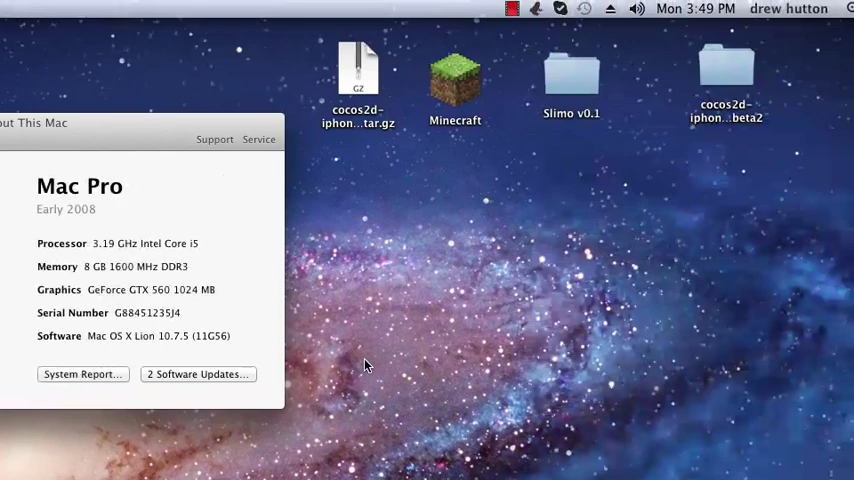 Mon 3:49 PM drew hutton
GZ
cocos2d-
iphon...tar.gz
Minecraft
Slimo v0.1
cocos2d-
iphon...beta2
out This Mac
Support Service
Mac Pro
Early 2008
Processor 3.19 GHz Intel Core i5
Memory 8 GB 1600 MHz DDR3
Graphics GeForce GTX 560 1024 MB
Serial Number G88451235J4
Software Mac OS X Lion 10.7.5 (11G56)
System Report... 2 Software Updates...